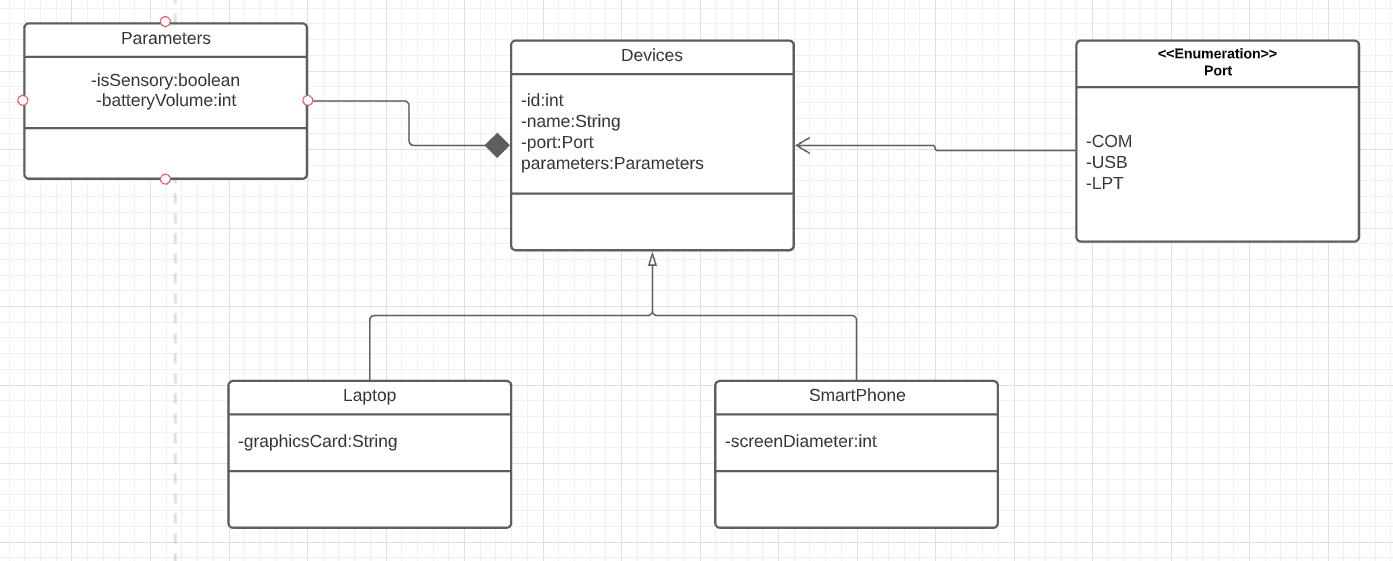 Parameters
-isSensory:boolean
-batteryVolume:int
Devices
-id:int
-name:String
-port:Port
parameters:Parameters
<<Enumeration>>
Port
-COM
-USB
-LPT
Laptop
-graphicsCard:String
SmartPhone
-screenDiameter:int